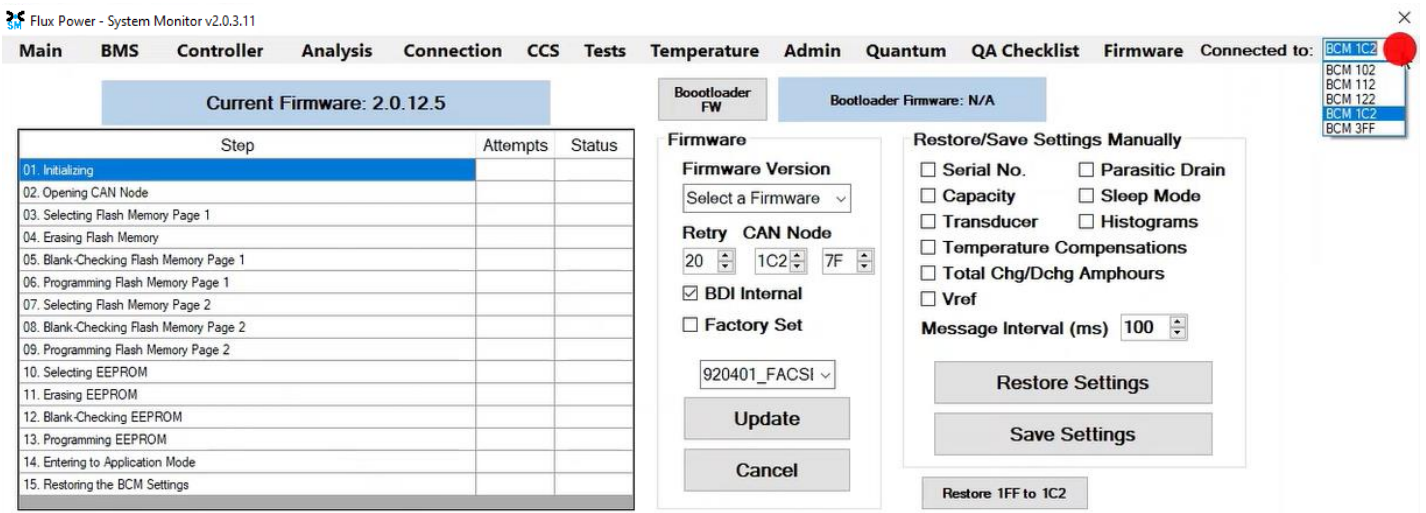 Flux Power - System Monitor v2.0.3.11
Main BMS Controller Analysis Connection CCS Tests Temperature Admin Quantum QA Checklist Firmware Connected to: BCM 1C2
BCM 102
BCM 112
BCM 122
BCM 1C2
BCM 3FF
Current Firmware: 2.0.12.5
Boootloader
FW
Bootloader Firmware: N/A
Step Attempts Status
01. Initializing
02. Opening CAN Node
03. Selecting Flash Memory Page 1
04. Erasing Flash Memory
05. Blank-Checking Flash Memory Page 1
06. Programming Flash Memory Page 1
07. Selecting Flash Memory Page 2
08. Blank-Checking Flash Memory Page 2
09. Programming Flash Memory Page 2
10. Selecting EEPROM
11. Erasing EEPROM
12. Blank-Checking EEPROM
13. Programming EEPROM
14. Entering to Application Mode
15. Restoring the BCM Settings
Firmware
Firmware Version
Select a Firmware
Retry CAN Node
20 1C2 7F
BDI Internal
Factory Set
920401_FACSI
Update
Cancel
Restore/Save Settings Manually
Serial No. Parasitic Drain
Capacity Sleep Mode
Transducer Histograms
Temperature Compensations
Total Chg/Dchg Amphours
Vref
Message Interval (ms) 100
Restore Settings
Save Settings
Restore 1FF to 1C2